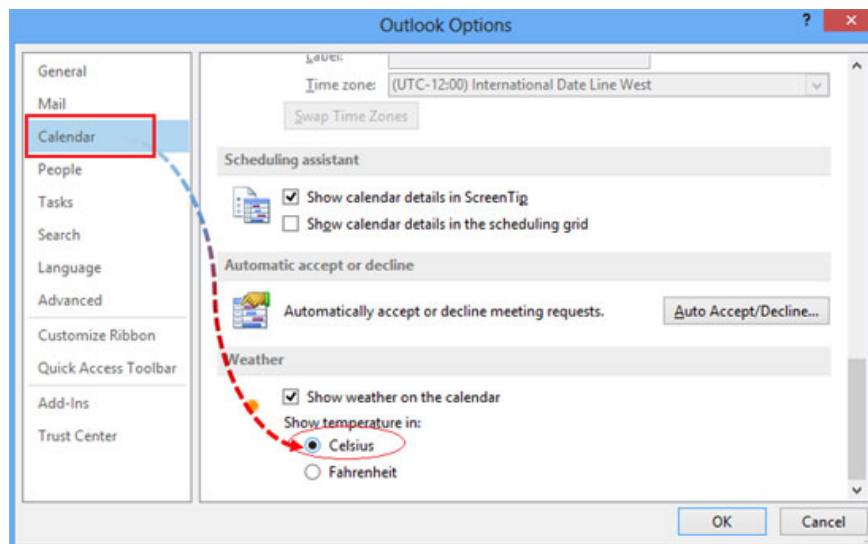 Outlook Options
?
General
Mail
Calendar
People
Tasks
Search
Language
Advanced
Customize Ribbon
Quick Access Toolbar
Add-Ins
Trust Center
Label:
Time zone: (UTC-12:00) International Date Line West
Swap Time Zones
Scheduling assistant
Show calendar details in ScreenTip
Show calendar details in the scheduling grid
Automatic accept or decline
Automatically accept or decline meeting requests. Auto Accept/Decline...
Weather
Show weather on the calendar
Show temperature in:
Celsius
Fahrenheit
OK Cancel